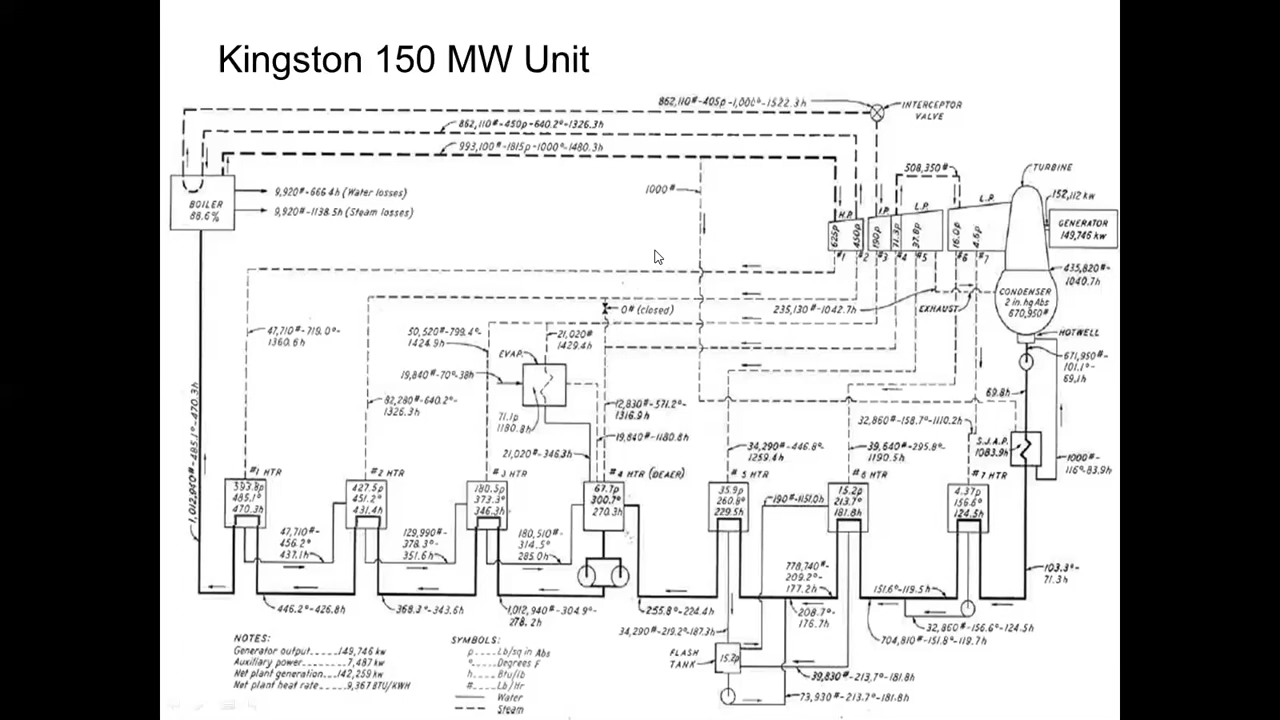 Kingston 150 MW Unit
862,110#-405p-1,000°-1522.3h
INTERCEPTOR
VALVE
862,110#-450p-640.2°-1326.3h
993,100#-1815p-1000°-1480.3h
508,350#
TURBINE
1000#
152,112 kw
BOILER
88.6%
9,920#-666.4h (Water losses)
9,920#-1138.5h (Steam losses)
L.P.
H.P.
I.P.
L.P.
GENERATOR
149,746 kw
625p
450p
190p
71.3p
37.8p
16.0p
4.6p
#1
#2
#3
#4
#5
#6
#7
435,820#-
1040.7h
CONDENSER
2 in. hg Abs
670,950#
0# (closed)
235,130#-1042.7h
EXHAUST
HOTWELL
47,710#-719.0°-
1360.6h
50,520#-799.4°-
1424.9h
21,020#
1429.4h
EVAP.
671,950#-
101.1°-
69.1h
19,840#-70°-38h
69.8h
82,280#-640.2°-
1326.3h
71.1p
1180.8h
12,830#-571.2°-
1316.9h
32,860#-158.7°-1110.2h
19,840#-1180.8h
S.J.A.P.
1083.9h
1,012,940#-485.1°-470.3h
21,020#-346.3h
34,290#-446.8°-
1259.4h
39,640#-295.8°-
1190.5h
1000#-
116°-83.9h
#1 HTR
#2 HTR
#3 HTR
#4 HTR (DEAER)
#5 HTR
#6 HTR
#7 HTR
593.8p
485.1°
470.3h
427.5p
451.2°
431.4h
180.5p
373.3°
346.3h
67.7p
300.7°
270.3h
35.9p
260.8°
229.5h
190#-1151.0h
15.2p
213.7°
181.8h
4.37p
156.6°
124.5h
47,710#-
456.2°
437.1h
129,990#-
378.3°-
351.6h
180,510#-
314.5°
285.0h
778,740#-
209.2°-
177.2h
103.3°-
71.3h
151.6°-119.5h
446.2°-426.8h
368.3°-343.6h
1,012,940#-304.9°-
278.2h
255.8°-224.4h
208.7°-
176.7h
32,860#-156.6°-124.5h
704,810#-151.8°-119.7h
34,290#-219.2°-187.3h
FLASH
TANK
15.2p
39,830#-213.7°-181.8h
73,930#-213.7°-181.8h
NOTES:
Generator output.....149,746 kw
Auxiliary power........7,487 kw
Net plant generation....142,259 kw
Net plant heat rate....9,367 BTU/KWH
SYMBOLS:
p....Lb/sq in Abs
°....Degrees F
h....Btu/lb
#....Lb/Hr
Water
Steam